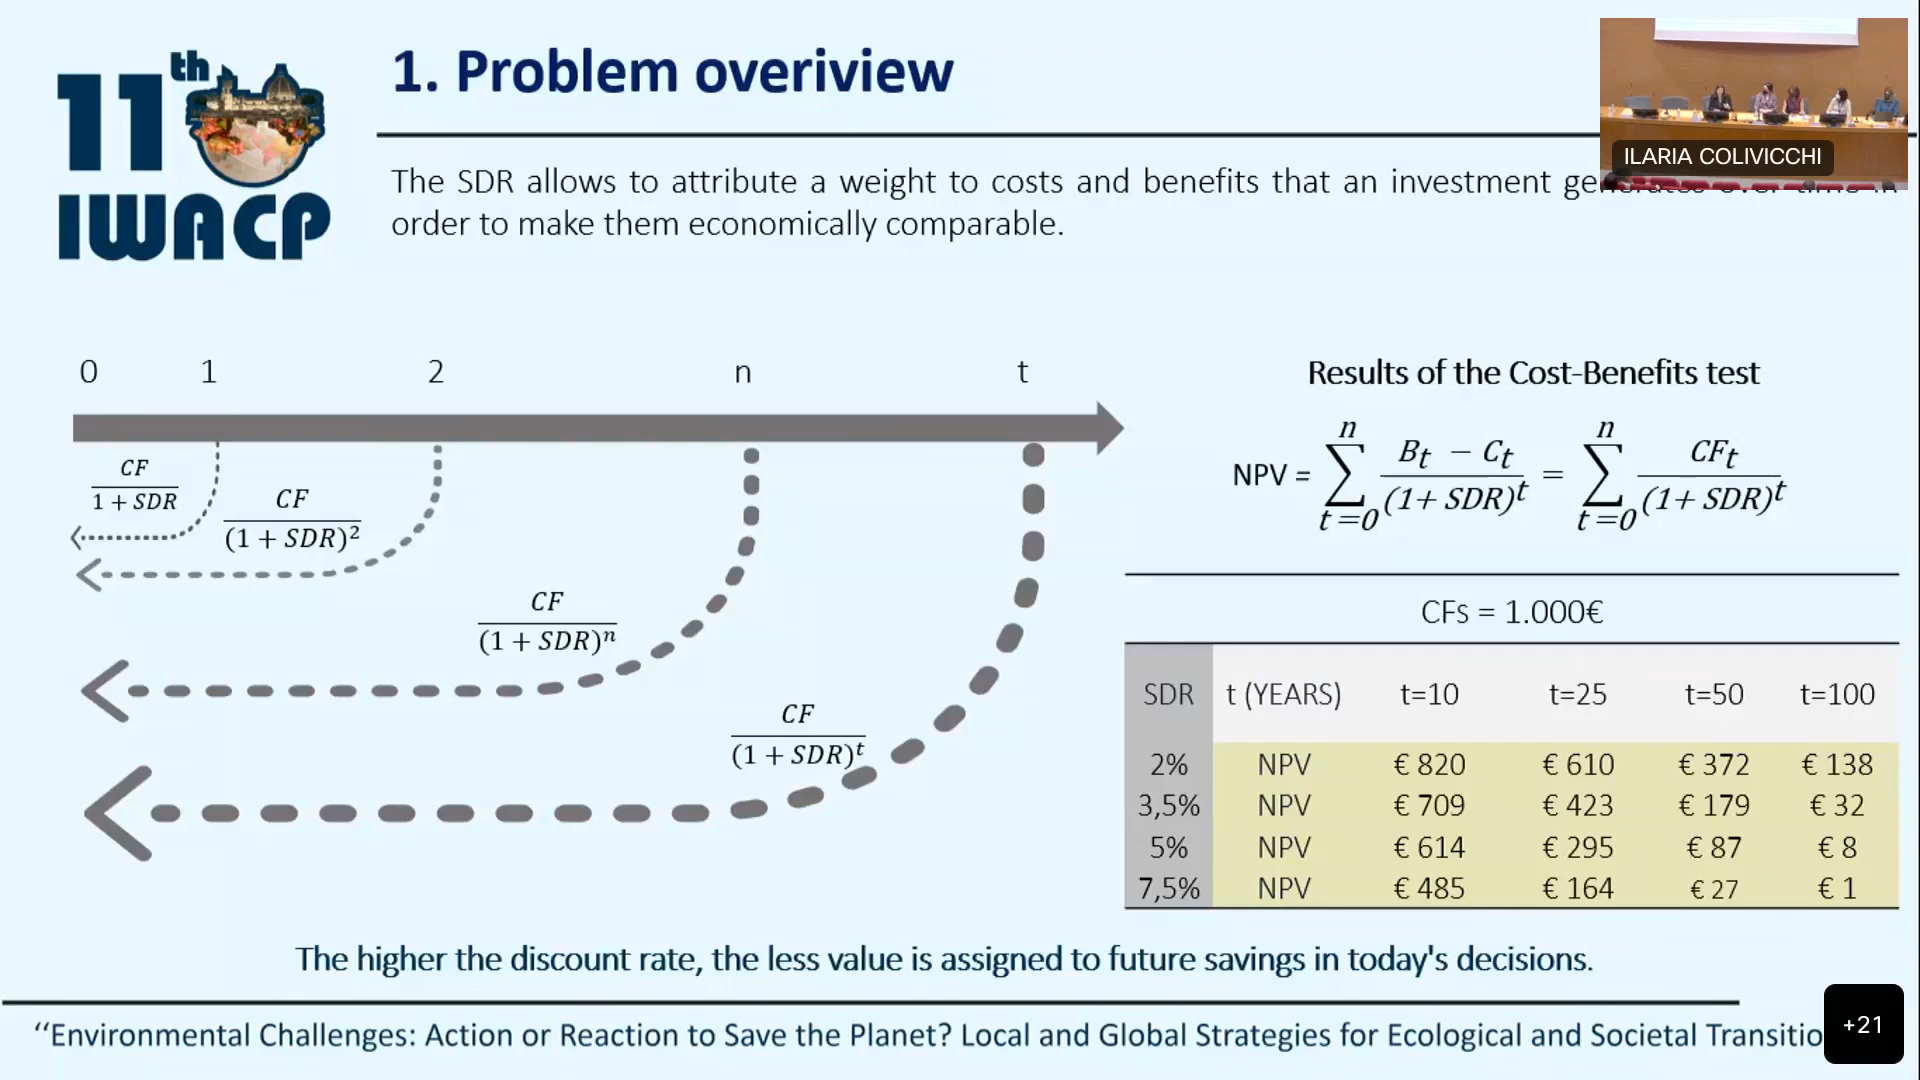 11th
IWACP
1. Problem overiview
ILARIA COLIVICCHI
The SDR allows to attribute a weight to costs and benefits that an investment generates over time in
order to make them economically comparable.
0 1 2 n t
CF
1 + SDR
CF
(1 + SDR)²
CF
(1 + SDR)ⁿ
CF
(1 + SDR)ᵗ
Results of the Cost-Benefits test
NPV = n ∑ t=0 Bt − Ct / (1+ SDR)ᵗ = n ∑ t=0 CFt / (1+ SDR)ᵗ
CFs = 1.000€
SDR t (YEARS) t=10 t=25 t=50 t=100
2% NPV € 820 € 610 € 372 € 138
3,5% NPV € 709 € 423 € 179 € 32
5% NPV € 614 € 295 € 87 € 8
7,5% NPV € 485 € 164 € 27 € 1
The higher the discount rate, the less value is assigned to future savings in today's decisions.
“Environmental Challenges: Action or Reaction to Save the Planet? Local and Global Strategies for Ecological and Societal Transitio
+21